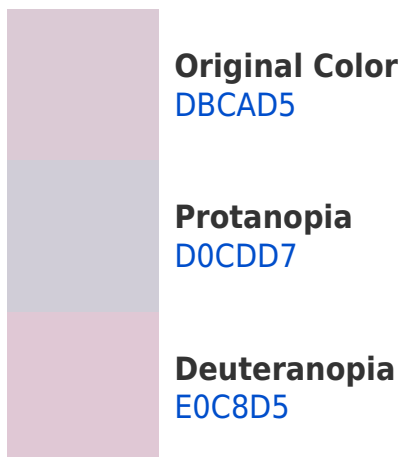 Original Color
DBCAD5
Protanopia
D0CDD7
Deuteranopia
E0C8D5